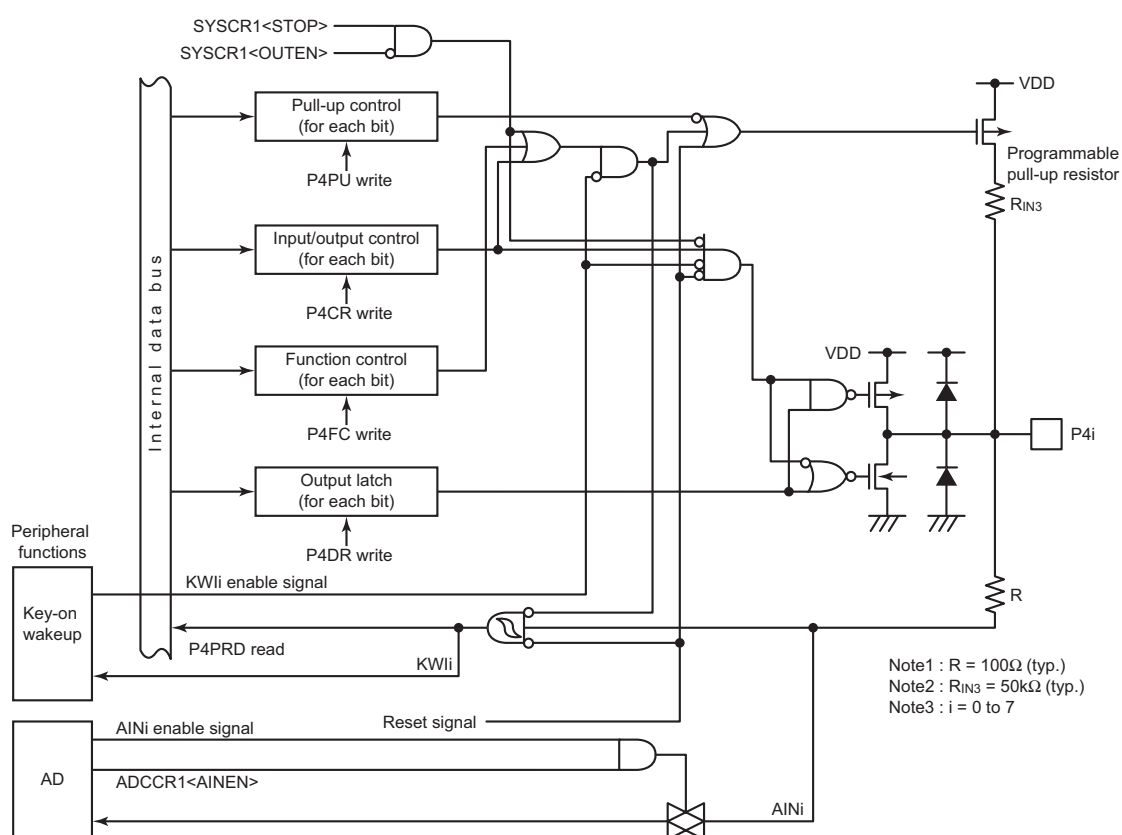 SYSCR1<STOP>
SYSCR1<OUTEN>
VDD
Pull-up control
(for each bit)
P4PU write
Programmable
pull-up resistor
RIN3
Input/output control
(for each bit)
P4CR write
Internal data bus
Function control
(for each bit)
P4FC write
VDD
P4i
Output latch
(for each bit)
P4DR write
Peripheral
functions
KWIi enable signal
Key-on
wakeup
R
P4PRD read
KWIi
Note1 : R = 100Ω (typ.)
Note2 : RIN3 = 50kΩ (typ.)
Note3 : i = 0 to 7
Reset signal
AINi enable signal
AD
ADCCR1<AINEN>
AINi